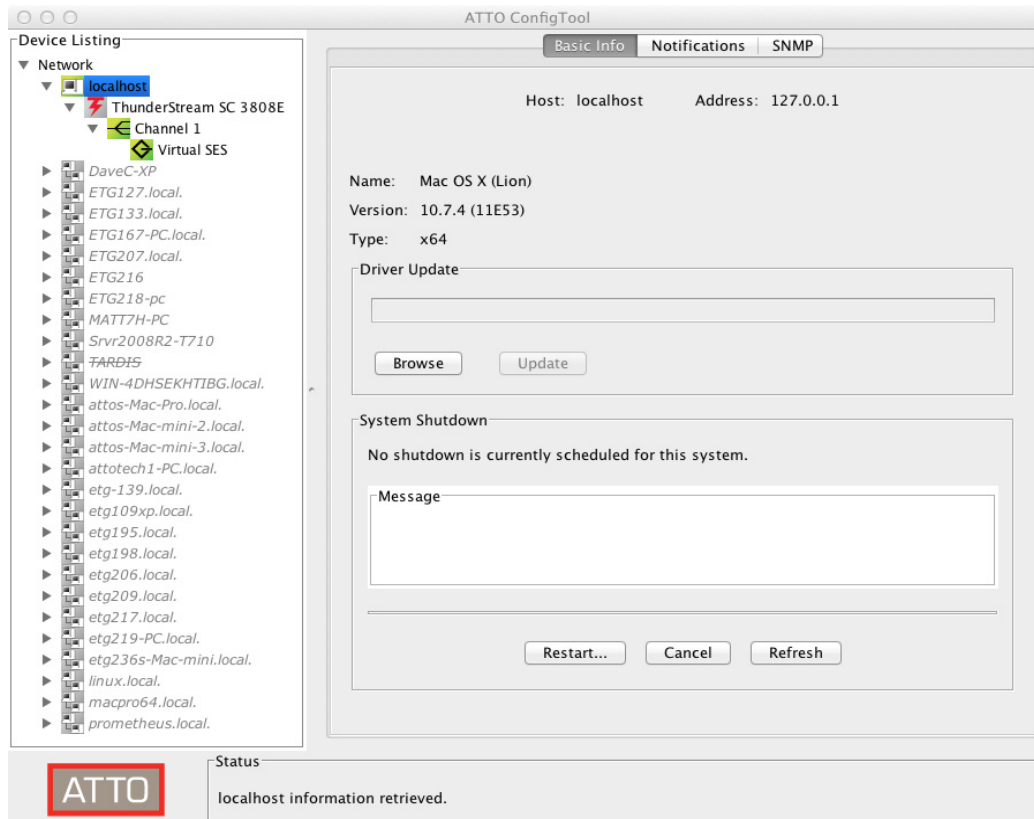 ATTO ConfigTool
Device Listing
Network
localhost
ThunderStream SC 3808E
Channel 1
Virtual SES
DaveC-XP
ETG127.local.
ETG133.local.
ETG167-PC.local.
ETG207.local.
ETG216
ETG218-pc
MATT7H-PC
Srvr2008R2-T710
TARDIS
WIN-4DHSEKHTIBG.local.
attos-Mac-Pro.local.
attos-Mac-mini-2.local.
attos-Mac-mini-3.local.
attotech1-PC.local.
etg-139.local.
etg109xp.local.
etg195.local.
etg198.local.
etg206.local.
etg209.local.
etg217.local.
etg219-PC.local.
etg236s-Mac-mini.local.
linux.local.
macpro64.local.
prometheus.local.
Basic Info Notifications SNMP
Host: localhost Address: 127.0.0.1
Name: Mac OS X (Lion)
Version: 10.7.4 (11E53)
Type: x64
Driver Update
Browse Update
System Shutdown
No shutdown is currently scheduled for this system.
Message
Restart... Cancel Refresh
ATTO
Status
localhost information retrieved.